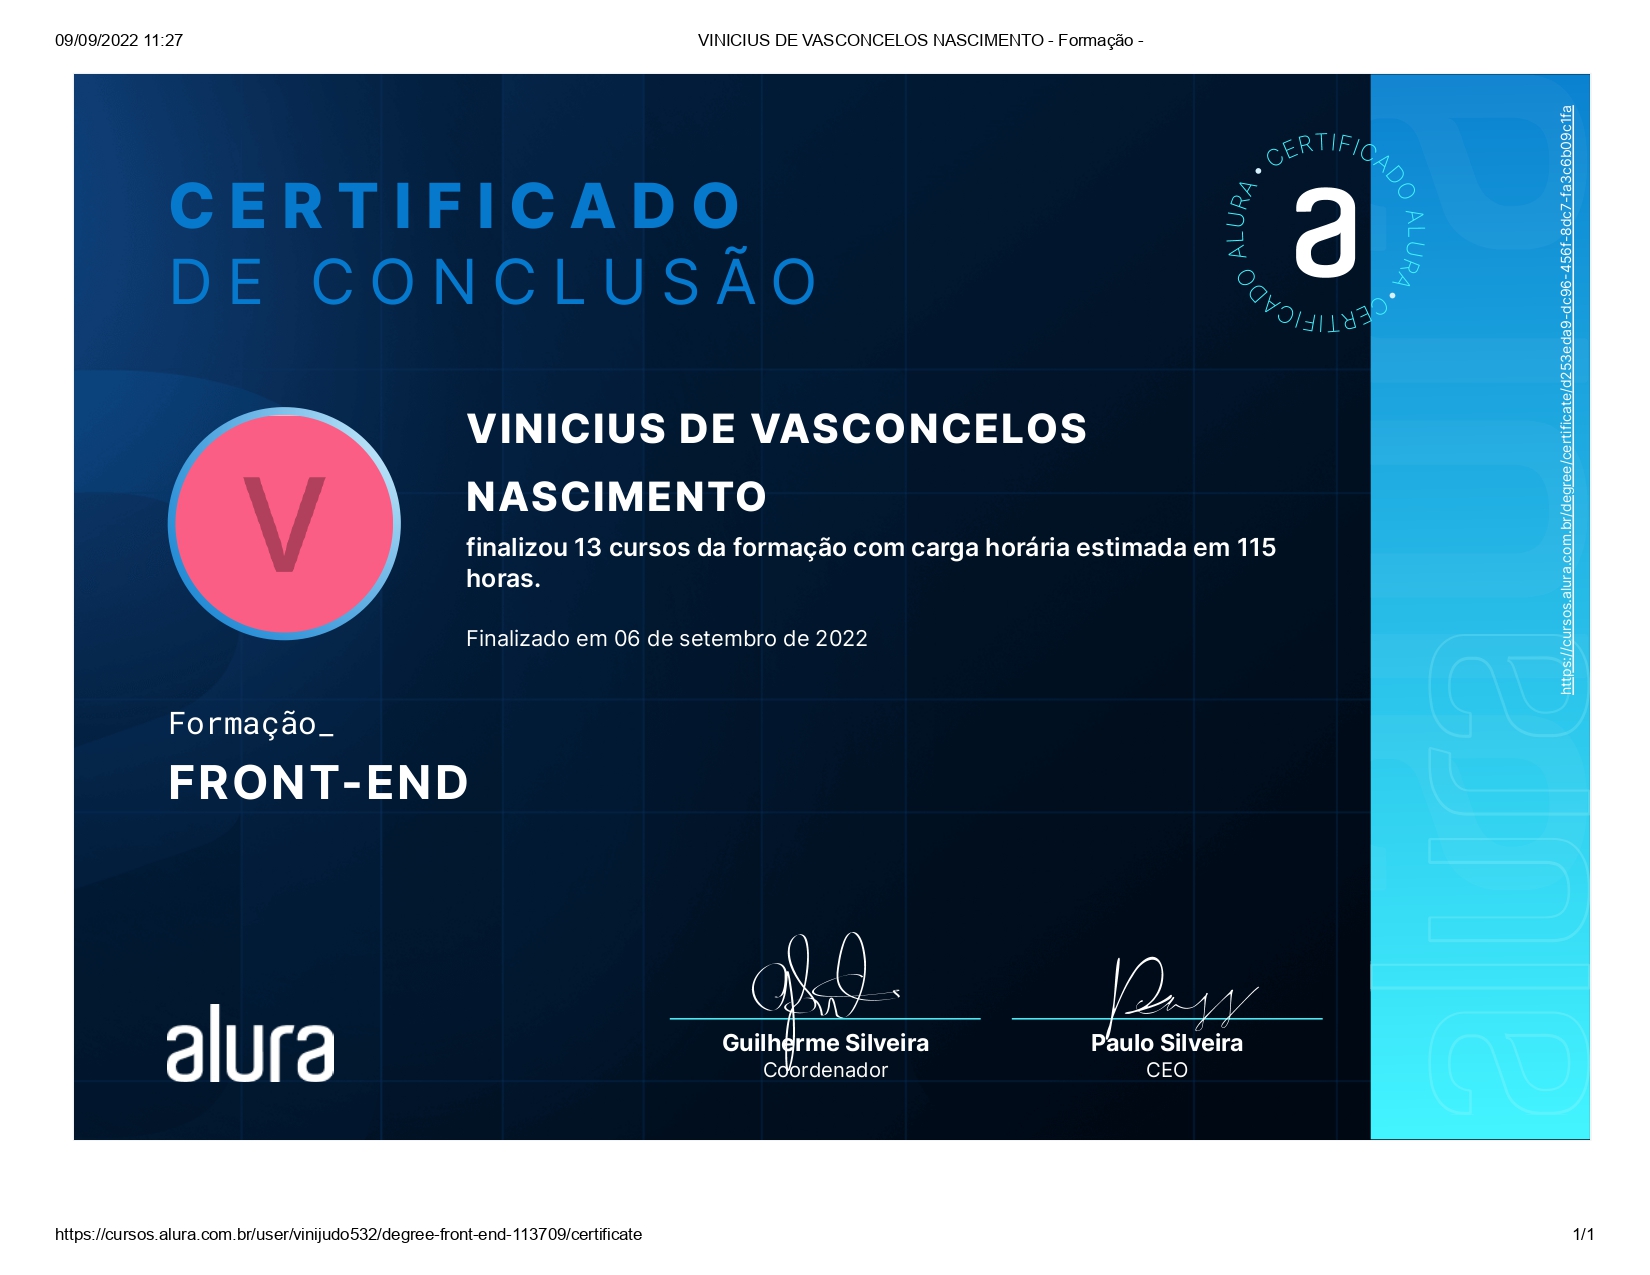 09/09/2022 11:27
VINICIUS DE VASCONCELOS NASCIMENTO - Formação -
CERTIFICADO
DE CONCLUSÃO
CERTIFICADO ALURA • CERTIFICADO ALURA •
a
https://cursos.alura.com.br/degree/certificate/d253eda9-dc96-456f-8dc7-fa3c6b09c1fa
V
VINICIUS DE VASCONCELOS
NASCIMENTO
finalizou 13 cursos da formação com carga horária estimada em 115
horas.
Finalizado em 06 de setembro de 2022
Formação_
FRONT-END
alura
Guilherme Silveira
Coordenador
Paulo Silveira
CEO
alura
https://cursos.alura.com.br/user/vinijudo532/degree-front-end-113709/certificate
1/1